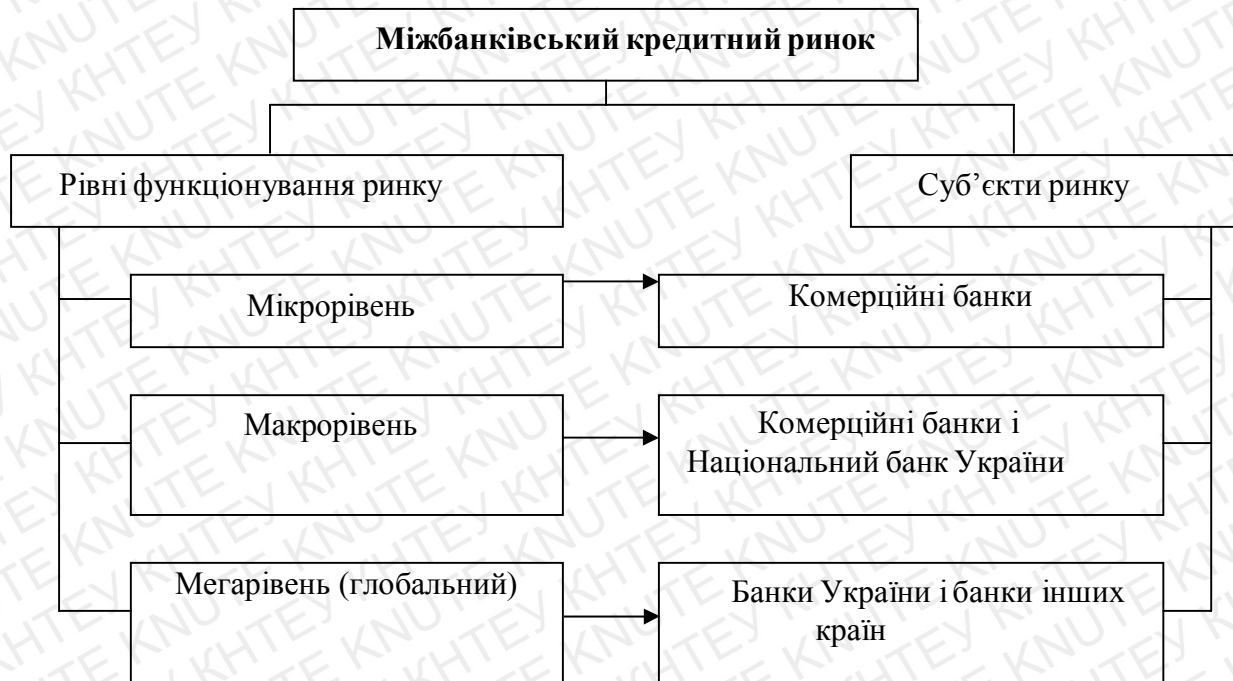 Міжбанківський кредитний ринок
Рівні функціонування ринку
Суб’єкти ринку
Мікрорівень
Комерційні банки
Макрорівень
Комерційні банки і
Національний банк України
Мегарівень (глобальний)
Банки України і банки інших
країн